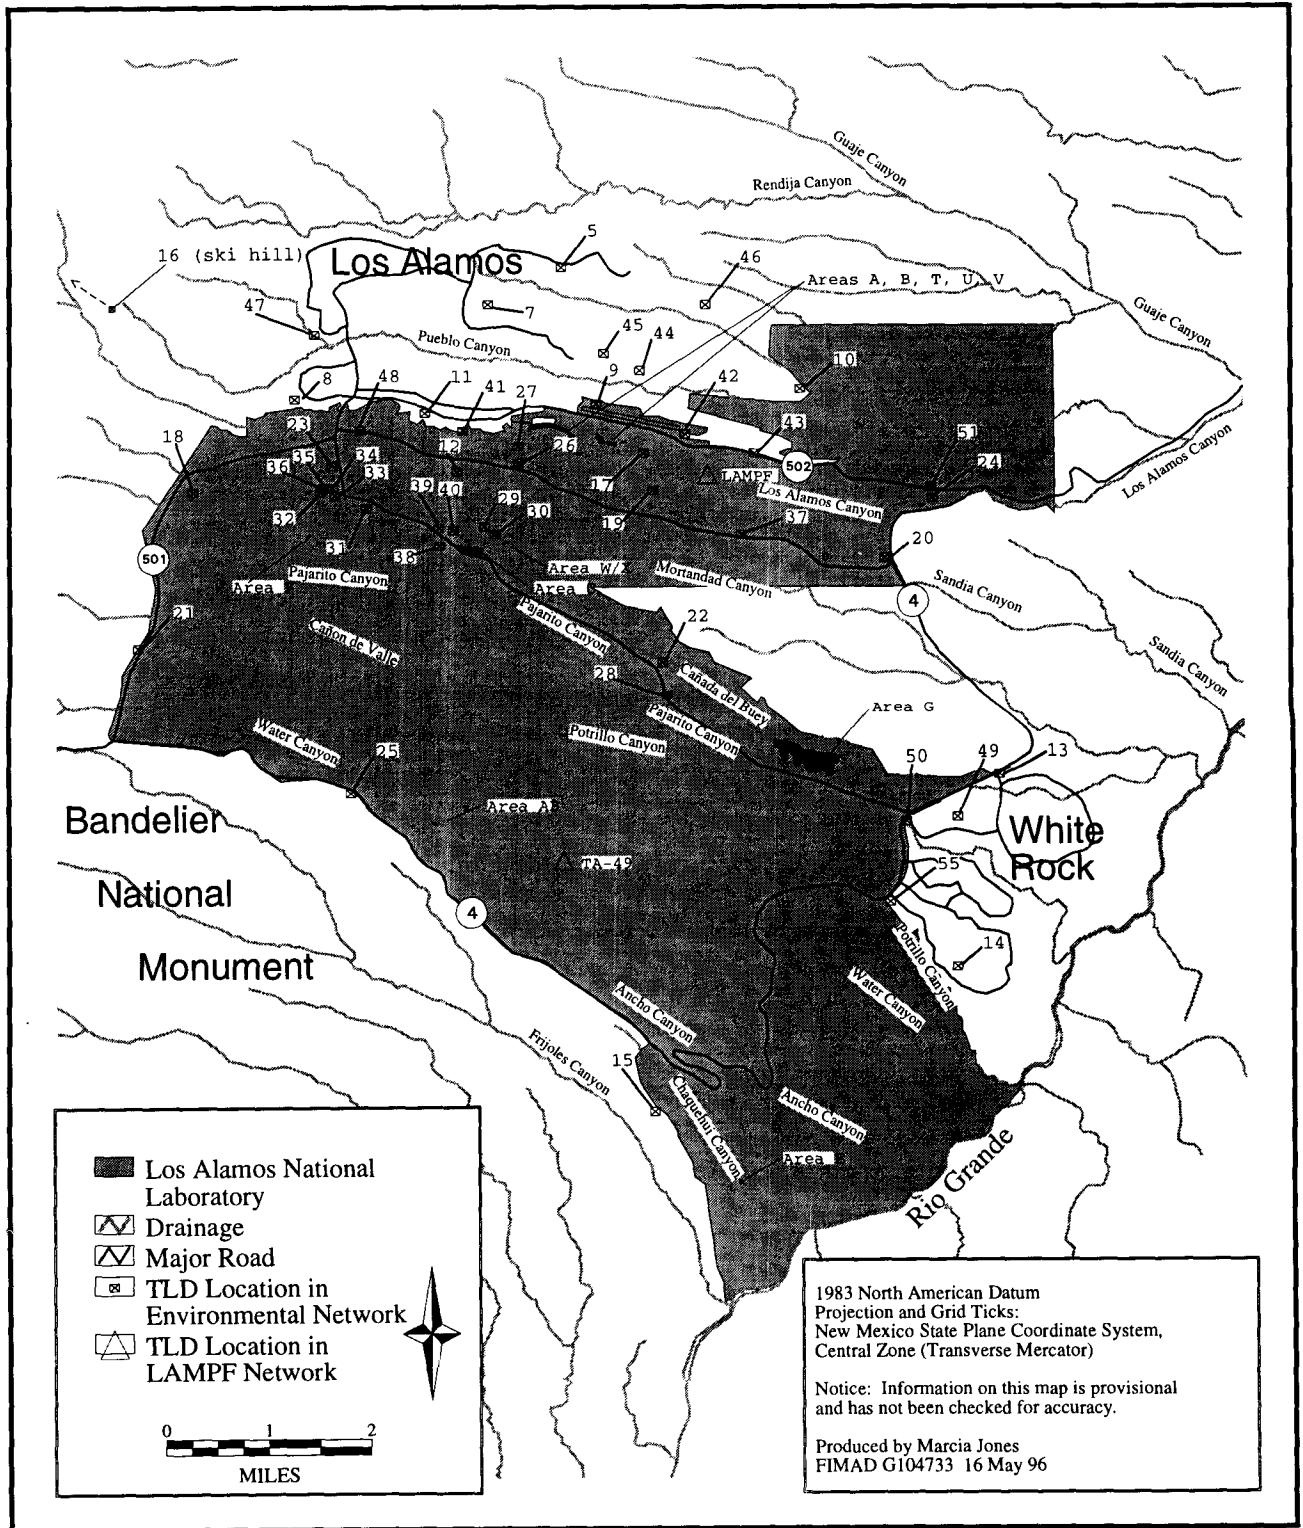 Guaje Canyon
Rendija Canyon
5
16 (ski hill)
Los Alamos
46
Areas A, B, T, U, V
47
7
Guaje Canyon
45
44
Pueblo Canyon
10
8
48
11
41
27
9
42
23
43
18
12
26
51
35
34
36
33
502
24
LAMPF
Los Alamos Canyon
39
40
17
Los Alamos Canyon
32
29
30
19
37
31
38
20
501
Area W/X
Pajarito Canyon
Area
Area
Mortandad Canyon
Sandia Canyon
4
21
Pajarito Canyon
22
Cañon de Valle
Sandia Canyon
28
Cañada del Buey
Area G
Water Canyon
25
Potrillo Canyon
Pajarito Canyon
50
49
13
Area A
Bandelier
White
Rock
TA-49
55
National
4
14
Monument
Potrillo Canyon
Water Canyon
Ancho Canyon
Frijoles Canyon
15
Chaquehui Canyon
Ancho Canyon
Area
Rio Grande
Los Alamos National
Laboratory
Drainage
Major Road
TLD Location in
Environmental Network
TLD Location in
LAMPF Network
0 1 2
MILES
1983 North American Datum
Projection and Grid Ticks:
New Mexico State Plane Coordinate System,
Central Zone (Transverse Mercator)
Notice: Information on this map is provisional
and has not been checked for accuracy.
Produced by Marcia Jones
FIMAD G104733 16 May 96